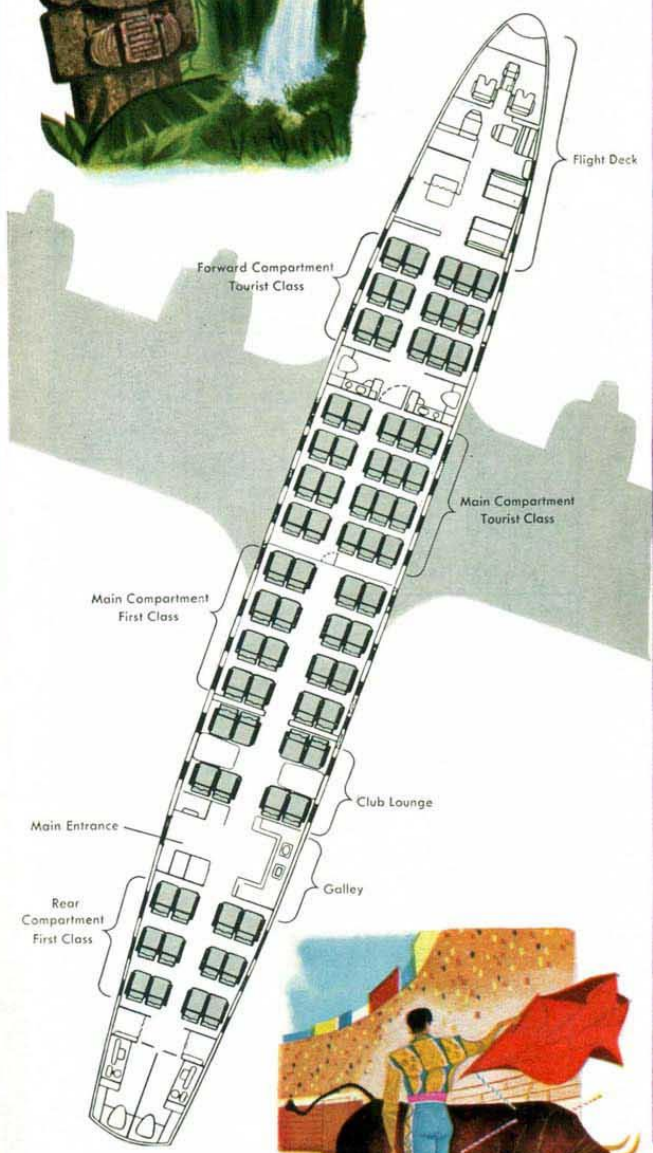 Flight Deck
Forward Compartment
Tourist Class
Main Compartment
Tourist Class
Main Compartment
First Class
Club Lounge
Main Entrance
Galley
Rear
Compartment
First Class